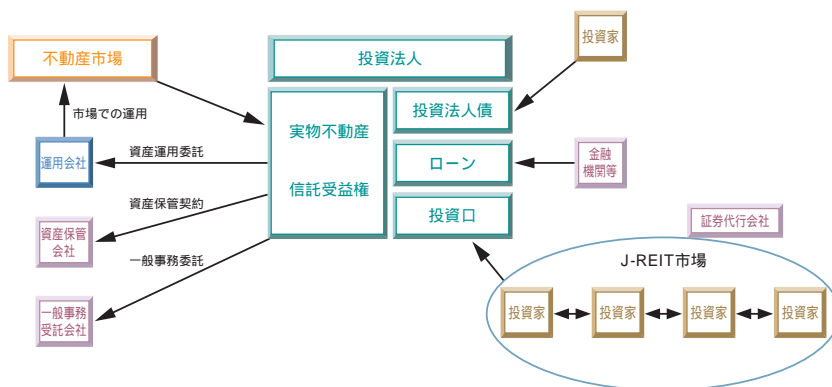 不動産市場
投資法人
投資家
市場での運用
実物不動産
信託受益権
投資法人債
ローン
投資口
運用会社
資産運用委託
金融
機関等
資産保管契約
資産保管
会社
一般事務委託
一般事務
受託会社
証券代行会社
J-REIT市場
投資家
投資家
投資家
投資家